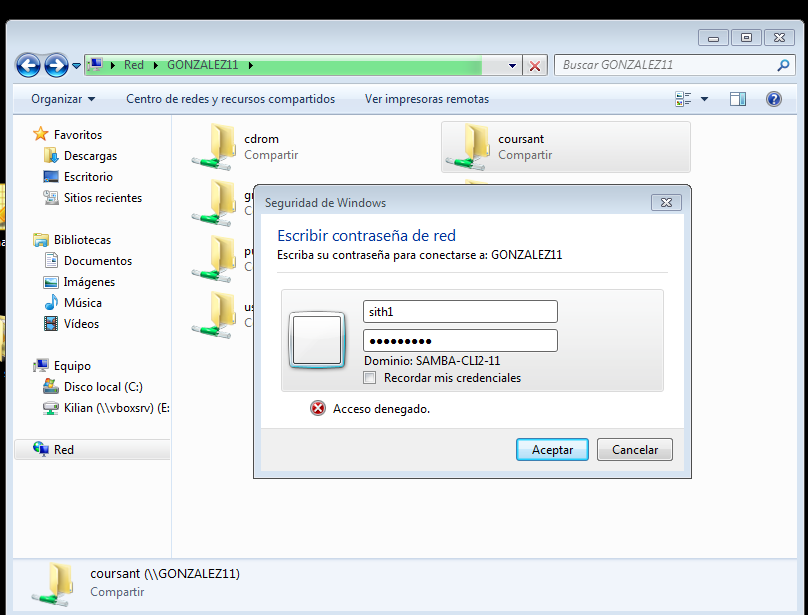 Red GONZALEZ11
Buscar GONZALEZ11
Organizar Centro de redes y recursos compartidos Ver impresoras remotas
Favoritos
Descargas
Escritorio
Sitios recientes
Bibliotecas
Documentos
Imágenes
Música
Vídeos
Equipo
Disco local (C:)
Kilian (\\vboxsrv) (E:
Red
cdrom
Compartir
coursant
Compartir
Seguridad de Windows
Escribir contraseña de red
Escriba su contraseña para conectarse a: GONZALEZ11
sith1
●●●●●●●●●
Dominio: SAMBA-CLI2-11
Recordar mis credenciales
Acceso denegado.
Aceptar Cancelar
coursant (\\GONZALEZ11)
Compartir